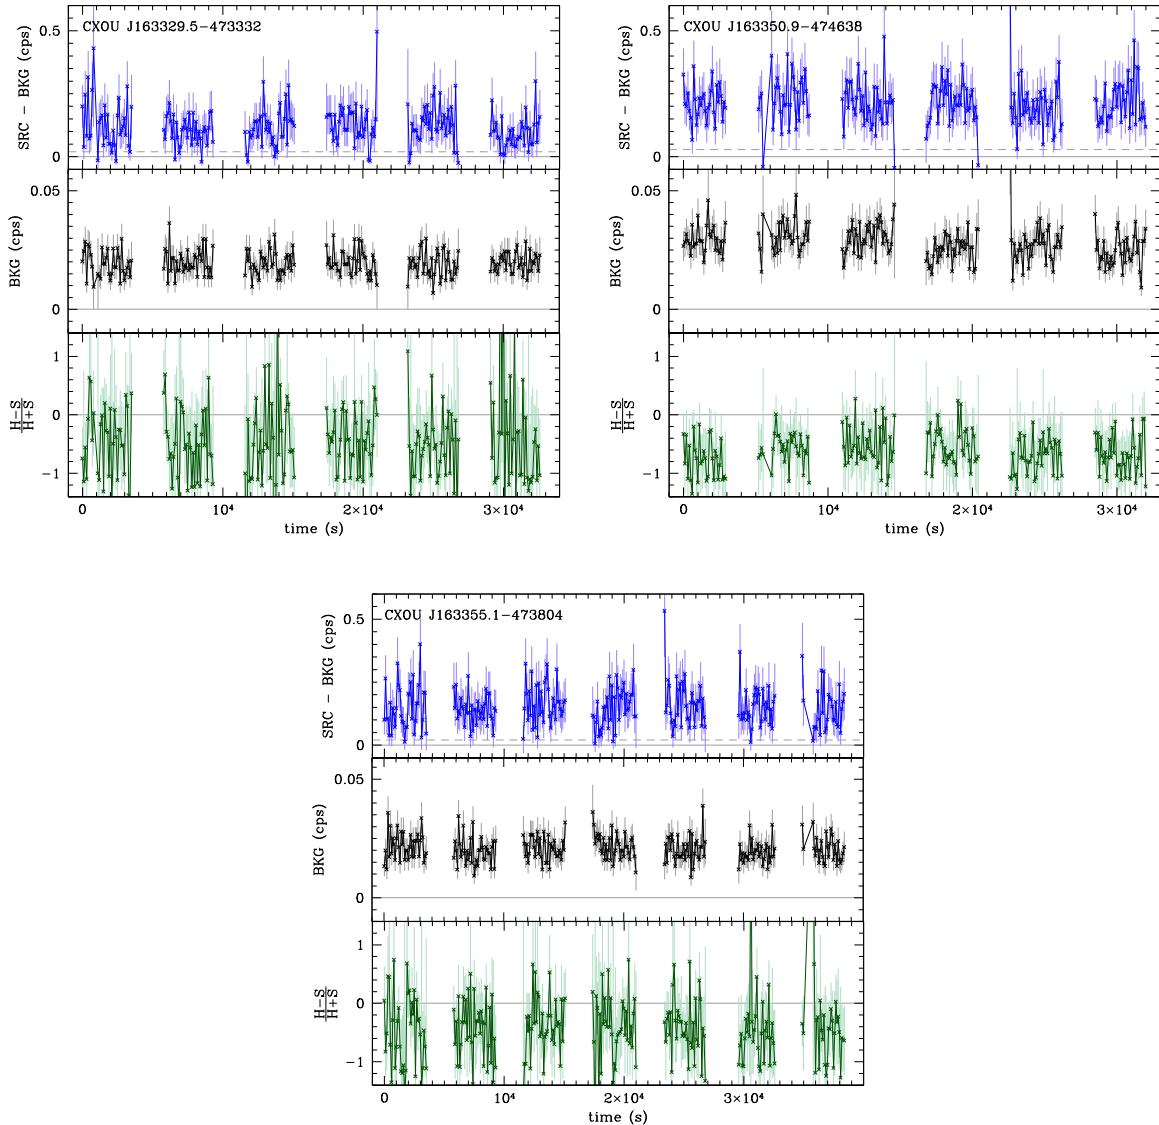 CXOU J163329.5−473332
SRC − BKG (cps)
0.5
0
BKG (cps)
0.05
0
H−S
H+S
1
0
−1
0 10⁴ 2×10⁴ 3×10⁴
time (s)
CXOU J163350.9−474638
SRC − BKG (cps)
0.5
0
BKG (cps)
0.05
0
H−S
H+S
1
0
−1
0 10⁴ 2×10⁴ 3×10⁴
time (s)
CXOU J163355.1−473804
SRC − BKG (cps)
0.5
0
BKG (cps)
0.05
0
H−S
H+S
1
0
−1
0 10⁴ 2×10⁴ 3×10⁴
time (s)